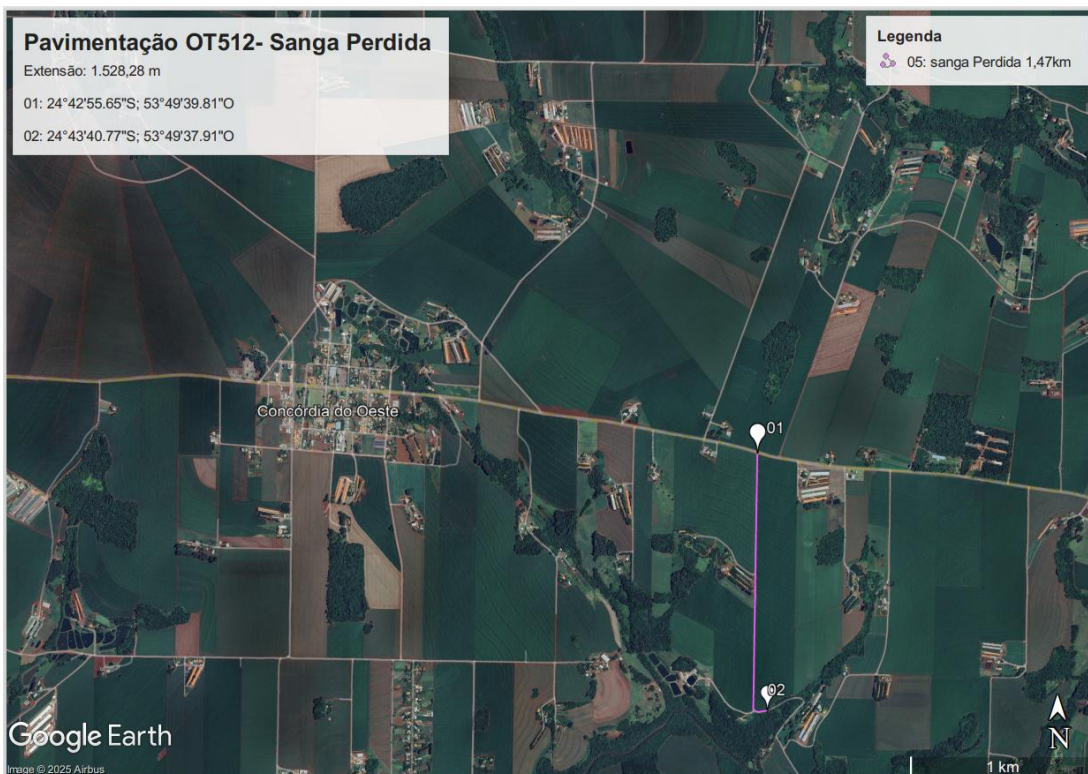 Pavimentação OT512- Sanga Perdida
Extensão: 1.528,28 m
01: 24°42'55.65"S; 53°49'39.81"O
02: 24°43'40.77"S; 53°49'37.91"O
Legenda
05: sanga Perdida 1,47km
Concórdia do Oeste
01
02
Google Earth
N
Image © 2025 Airbus
1 km